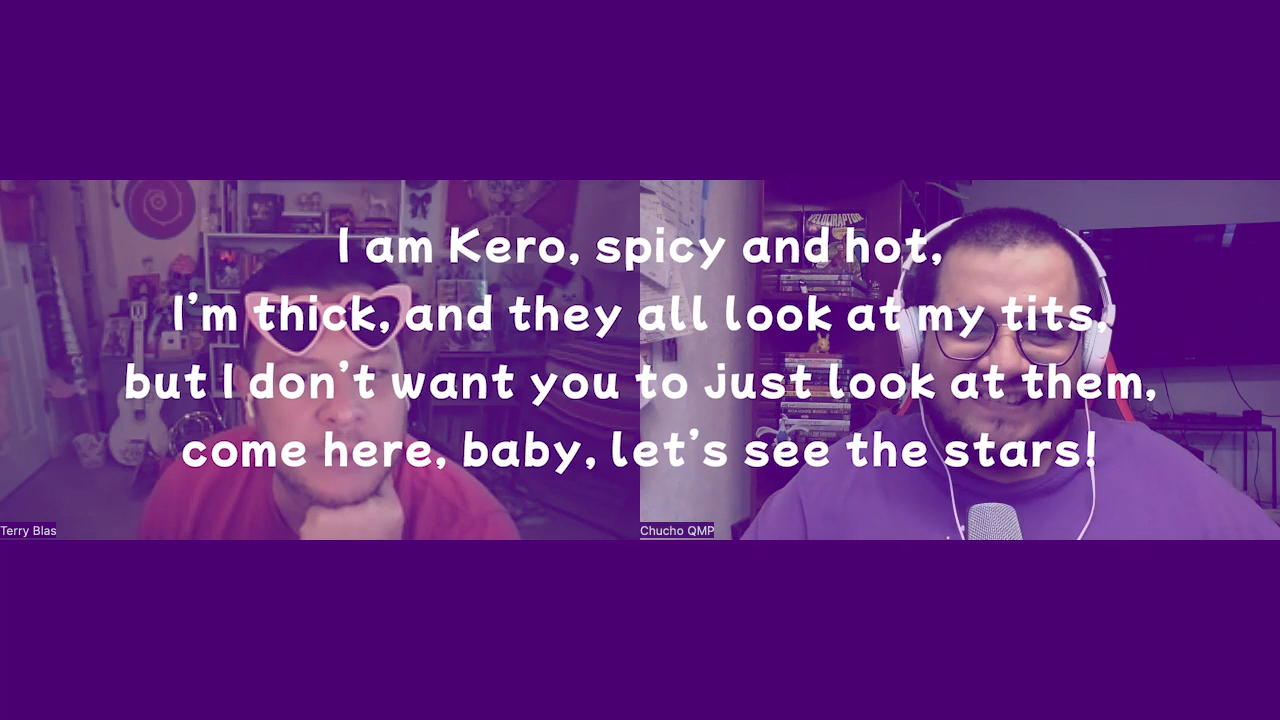 VELOCIRAPTOR
I am Kero, spicy and hot,
I'm thick, and they all look at my tits,
but I don't want you to just look at them,
come here, baby, let's see the stars!
Terry Blas
Chucho QMP